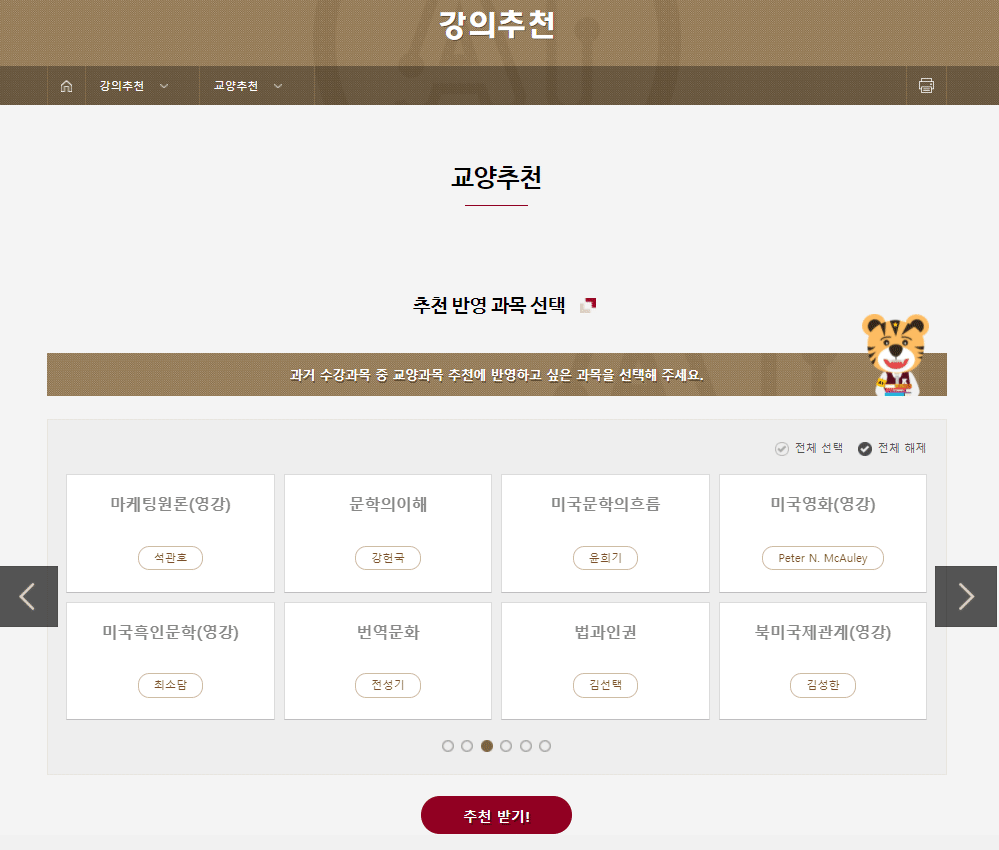 강의추천
강의추천 교양추천
교양추천
추천 반영 과목 선택
과거 수강과목 중 교양과목 추천에 반영하고 싶은 과목을 선택해 주세요.
전체 선택 전체 해제
마케팅원론(영강) 문학의이해 미국문학의흐름 미국영화(영강)
석관호 강헌국 윤희기 Peter N. McAuley
미국흑인문학(영강) 번역문화 법과인권 북미국제관계(영강)
최소담 전성기 김선택 김성한
추천 받기!